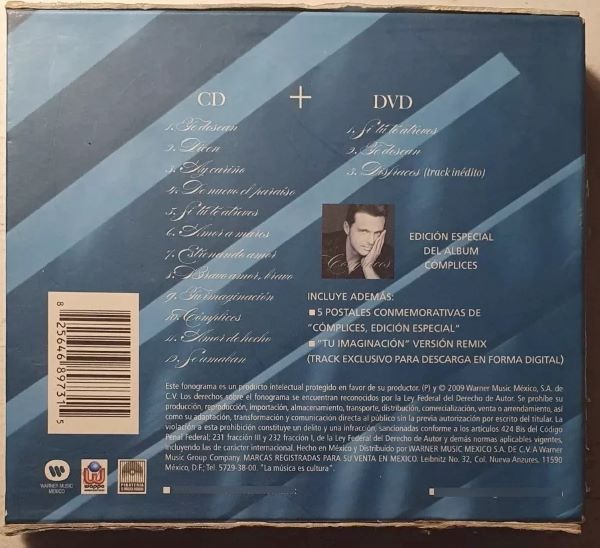 CD + DVD
1. Te desean
2. Dicen
3. Ay cariño
4. De nuevo el paraíso
5. Si tú te atreves
6. Amor a mares
7. Estrenando amor
8. Bravo amor, bravo
9. Tu imaginación
10. Cómplices
11. Amor de hecho
12. Se amaban
1. Si tú te atreves
2. Te desean
3. Disfraces (track inédito)
Cómplices
EDICIÓN ESPECIAL
DEL ALBUM
CÓMPLICES
INCLUYE ADEMÁS:
5 POSTALES CONMEMORATIVAS DE
"CÓMPLICES, EDICIÓN ESPECIAL"
"TU IMAGINACIÓN" VERSIÓN REMIX
(TRACK EXCLUSIVO PARA DESCARGA EN FORMA DIGITAL)
8 25646 89731 5
Este fonograma es un producto intelectual protegido en favor de su productor. (P) y © 2009 Warner Music México, S.A. de
C.V. Los derechos sobre el fonograma se encuentran reconocidos por la Ley Federal del Derecho de Autor. Se prohíbe su
producción, reproducción, importación, almacenamiento, transporte, distribución, comercialización, venta o arrendamiento, así
como su adaptación, transformación y comunicación directa al público sin la previa autorización por escrito del titular. La
violación a esta prohibición constituye un delito y una infracción, sancionadas conforme a los artículos 424 Bis del Código
Penal Federal; 231 fracción III y 232 fracción I, de la Ley Federal del Derecho de Autor y demás normas aplicables vigentes,
incluyendo las de carácter internacional. Hecho en México y Distribuido por WARNER MUSIC MEXICO S.A. DE C.V. A Warner
Music Group Company. MARCAS REGISTRADAS PARA SU VENTA EN MEXICO. Leibnitz No. 32, Col. Nueva Anzures. 11590
México, D.F.; Tel. 5729-38-00. "La música es cultura".
WARNER MUSIC
MEXICO
wappo
PIRATERIA